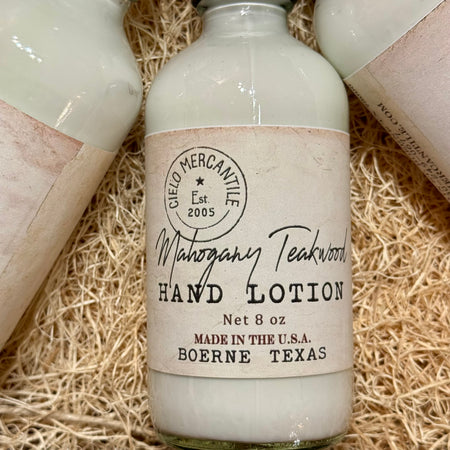 CIELO MERCANTILE
Est.
2005
Mahogany Teakwood
HAND LOTION
Net 8 oz
MADE IN THE U.S.A.
BOERNE TEXAS